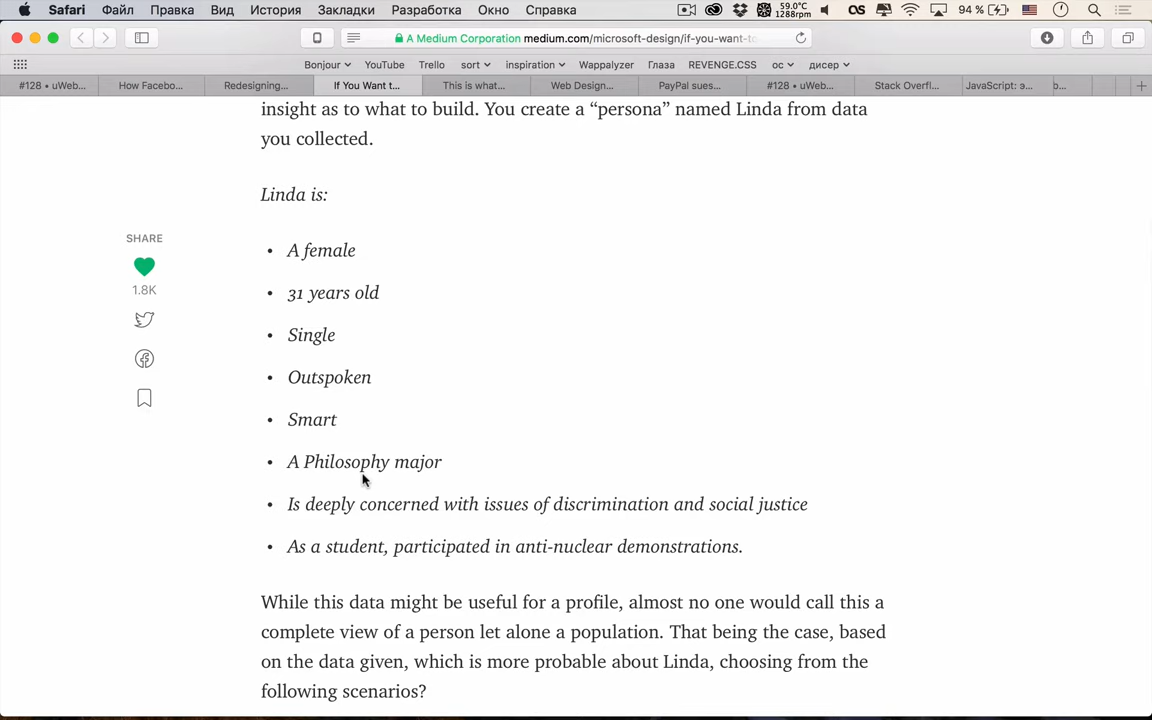 Safari Файл Правка Вид История Закладки Разработка Окно Справка 59.0°C 1288rpm 94 %
A Medium Corporation medium.com/microsoft-design/if-you-want-to-
Bonjour YouTube Trello sort inspiration Wappalyzer Глаза REVENGE.CSS ос дисер
#128 • uWeb... How Facebo... Redesigning... If You Want t... This is what... Web Design... PayPal sues... #128 • uWeb... Stack Overfl... JavaScript: э...
insight as to what to build. You create a “persona” named Linda from data
you collected.
Linda is:
• A female
SHARE
• 31 years old
1.8K
• Single
• Outspoken
• Smart
• A Philosophy major
• Is deeply concerned with issues of discrimination and social justice
• As a student, participated in anti-nuclear demonstrations.
While this data might be useful for a profile, almost no one would call this a
complete view of a person let alone a population. That being the case, based
on the data given, which is more probable about Linda, choosing from the
following scenarios?